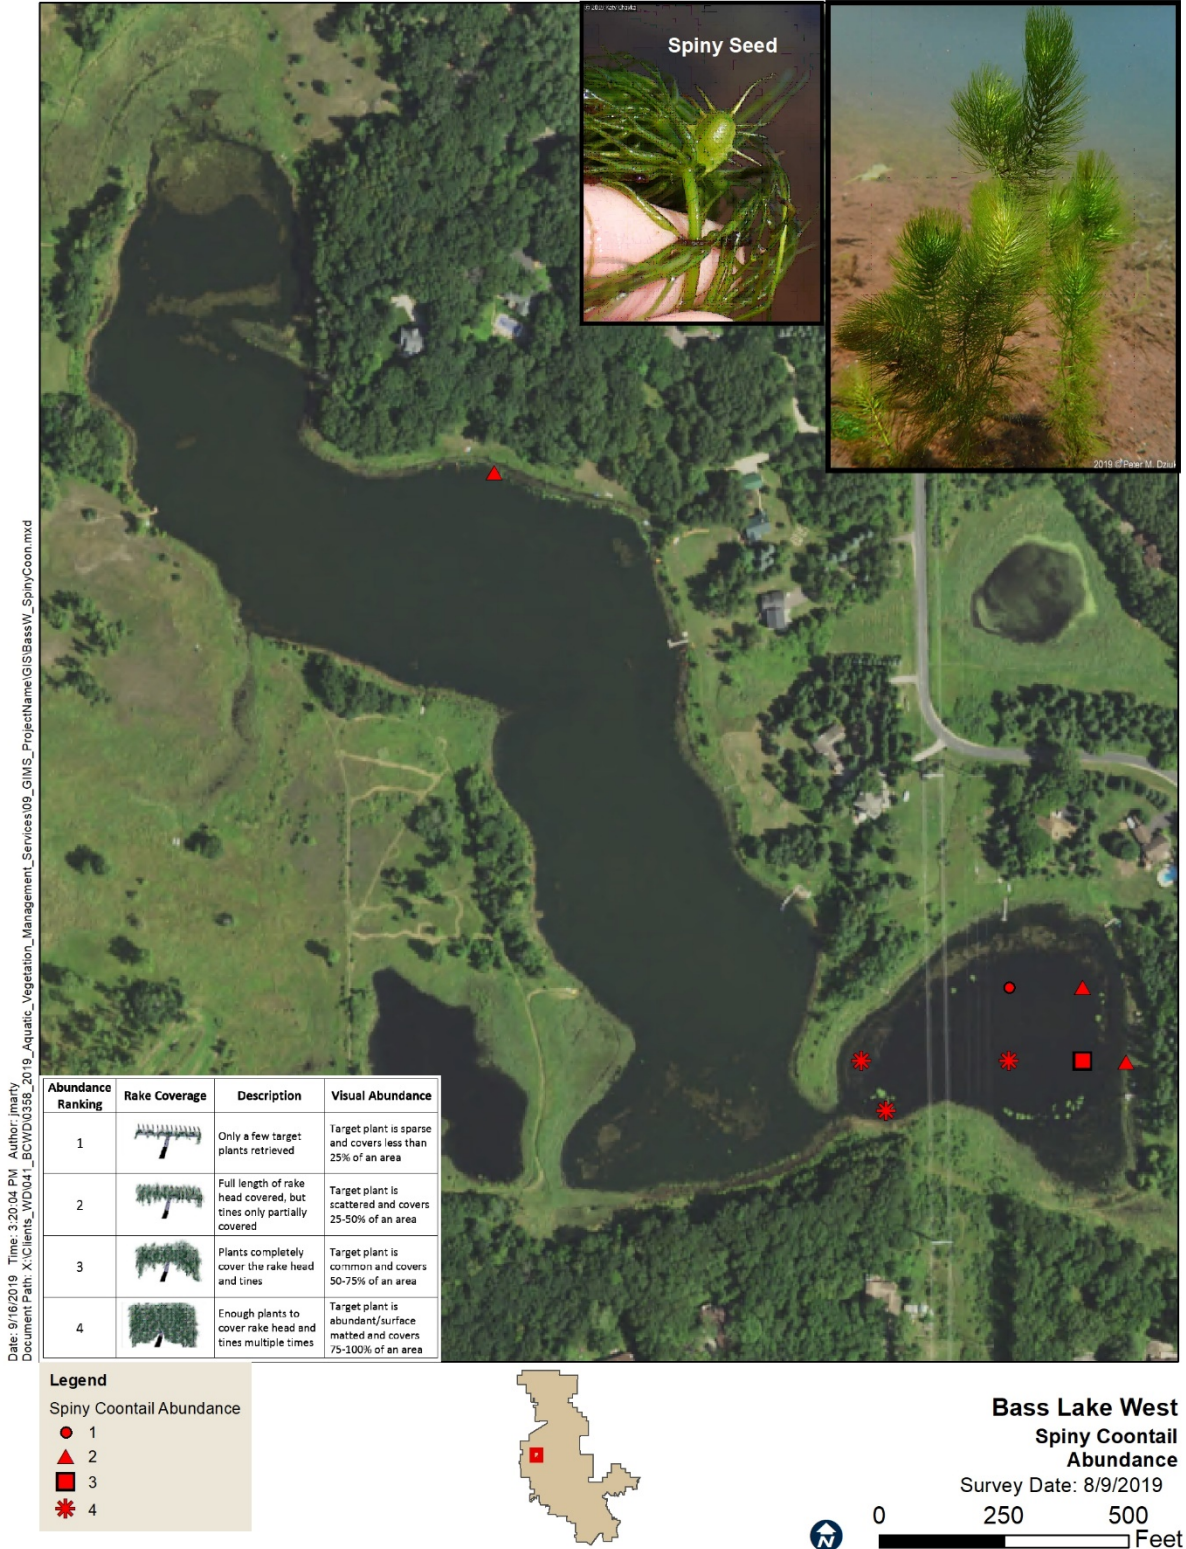 © 2019 Katy Chayka
Spiny Seed
2019 © Peter M. Dziuk
Date: 9/16/2019 Time: 3:20:04 PM Author: jmarty
Document Path: X:\Clients_WD\041_BCWD\0358_2019_Aquatic_Vegetation_Management_Services\09_GIMS_ProjectName\GIS\BassW_SpinyCoon.mxd
Abundance Ranking Rake Coverage Description Visual Abundance
1
Only a few target
plants retrieved
Target plant is sparse
and covers less than
25% of an area
2
Full length of rake
head covered, but
tines only partially
covered
Target plant is
scattered and covers
25-50% of an area
3
Plants completely
cover the rake head
and tines
Target plant is
common and covers
50-75% of an area
4
Enough plants to
cover rake head and
tines multiple times
Target plant is
abundant/surface
matted and covers
75-100% of an area
Legend
Spiny Coontail Abundance
1
2
3
4
Bass Lake West
Spiny Coontail
Abundance
Survey Date: 8/9/2019
N
0 250 500
Feet